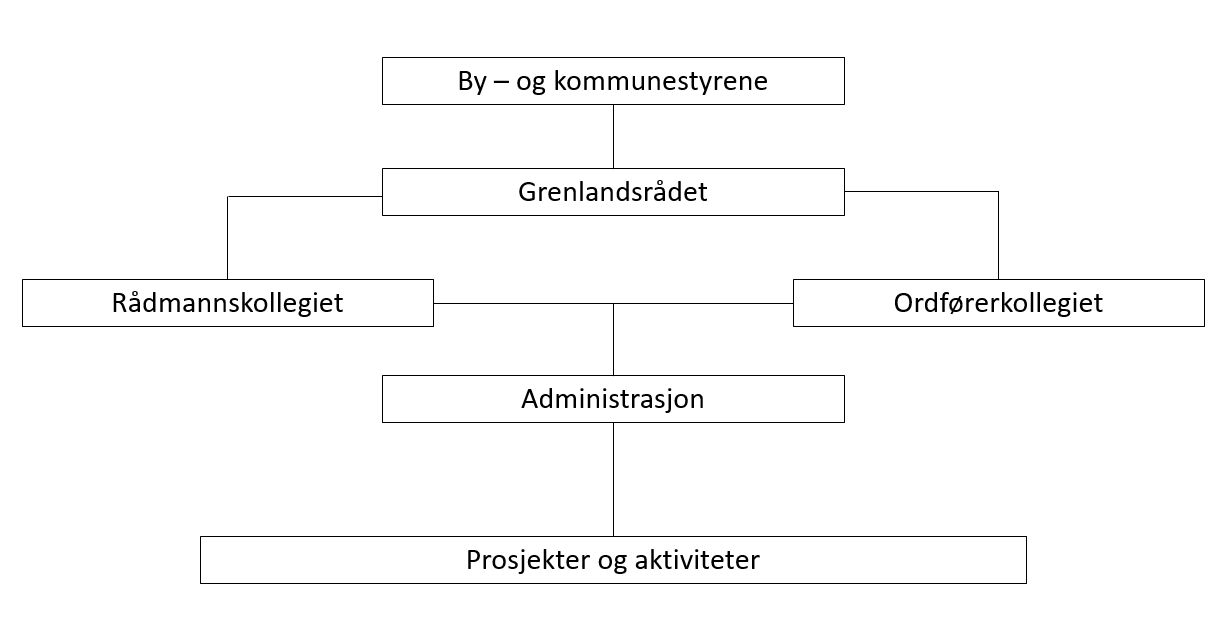 By – og kommunestyrene
Grenlandsrådet
Rådmannskollegiet
Ordførerkollegiet
Administrasjon
Prosjekter og aktiviteter